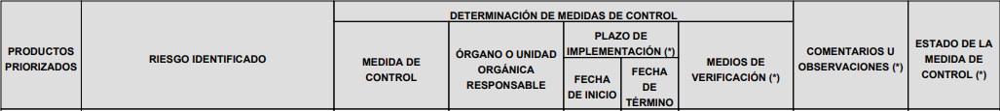 DETERMINACIÓN DE MEDIDAS DE CONTROL
PRODUCTOS
PRIORIZADOS
RIESGO IDENTIFICADO
MEDIDA DE
CONTROL
ÓRGANO O UNIDAD
ORGÁNICA
RESPONSABLE
PLAZO DE
IMPLEMENTACIÓN (*)
FECHA
DE INICIO
FECHA
DE
TÉRMINO
MEDIOS DE
VERIFICACIÓN (*)
COMENTARIOS U
OBSERVACIONES (*)
ESTADO DE LA
MEDIDA DE
CONTROL (*)